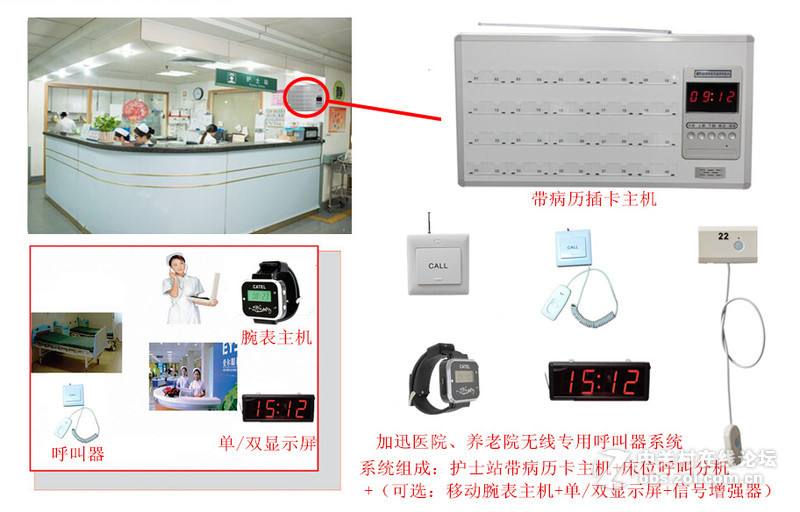 护士站
09:12
带病历插卡主机
CALL
CALL
22
CATEL
腕表主机
呼叫器
15:12
单/双显示屏
CATEL
15:12
加迅医院、养老院无线专用呼叫器系统
系统组成：护士站带病历卡主机+床位呼叫分机
+（可选：移动腕表主机+单/双显示屏+信号增强器）
中关村在线论坛
bbs.zol.com.cn